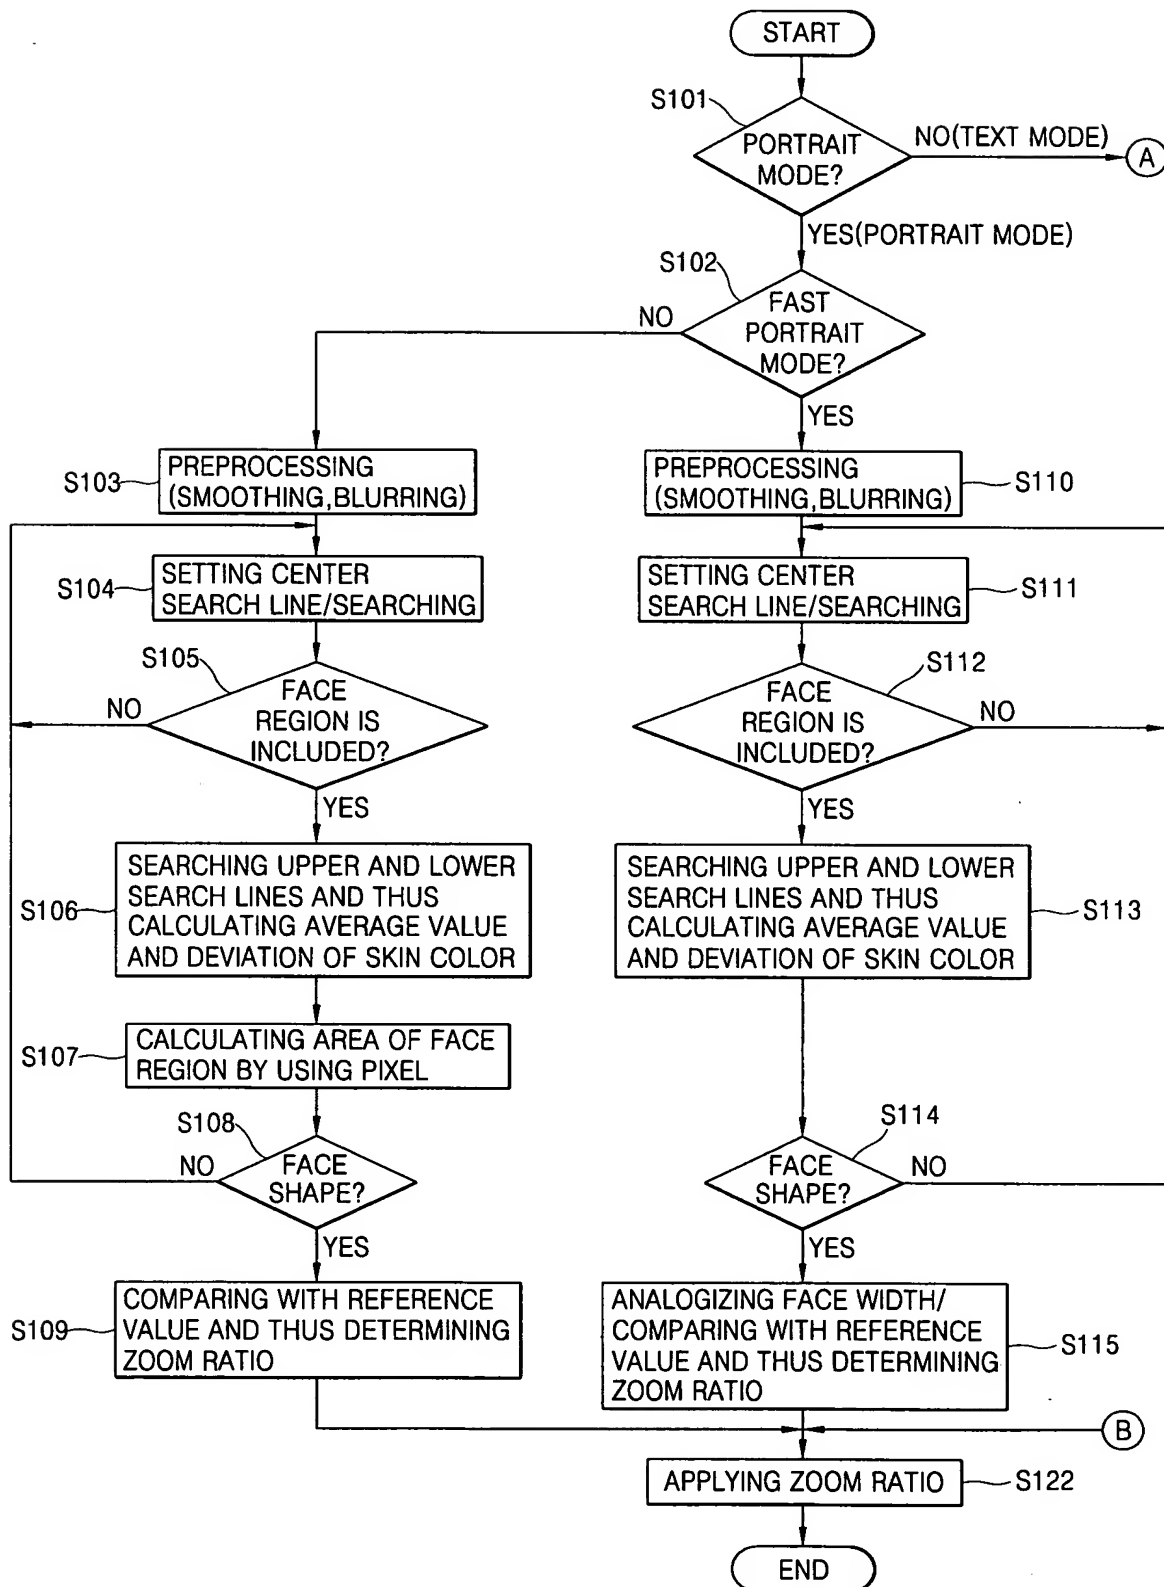 START
S101
PORTRAIT
MODE?
NO(TEXT MODE)
A
YES(PORTRAIT MODE)
S102
FAST
PORTRAIT
MODE?
NO
YES
S103
PREPROCESSING
(SMOOTHING,BLURRING)
PREPROCESSING
(SMOOTHING,BLURRING)
S110
S104
SETTING CENTER
SEARCH LINE/SEARCHING
SETTING CENTER
SEARCH LINE/SEARCHING
S111
S105
FACE
REGION IS
INCLUDED?
NO
YES
S112
FACE
REGION IS
INCLUDED?
NO
YES
S106
SEARCHING UPPER AND LOWER
SEARCH LINES AND THUS
CALCULATING AVERAGE VALUE
AND DEVIATION OF SKIN COLOR
SEARCHING UPPER AND LOWER
SEARCH LINES AND THUS
CALCULATING AVERAGE VALUE
AND DEVIATION OF SKIN COLOR
S113
S107
CALCULATING AREA OF FACE
REGION BY USING PIXEL
S108
NO
FACE
SHAPE?
YES
S114
FACE
SHAPE?
NO
YES
S109
COMPARING WITH REFERENCE
VALUE AND THUS DETERMINING
ZOOM RATIO
ANALOGIZING FACE WIDTH/
COMPARING WITH REFERENCE
VALUE AND THUS DETERMINING
ZOOM RATIO
S115
B
APPLYING ZOOM RATIO
S122
END